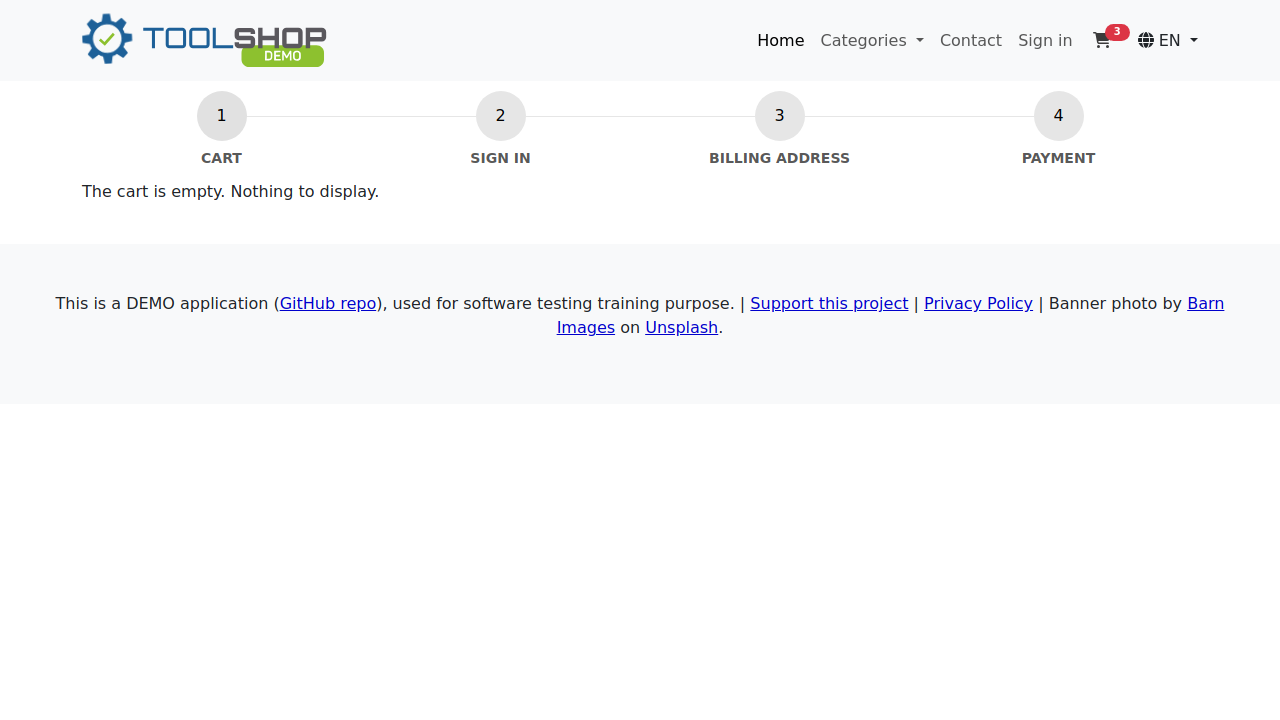 TOOLSHOP
DEMO
Home Categories Contact Sign in 3 EN
1 2 3 4
CART SIGN IN BILLING ADDRESS PAYMENT
The cart is empty. Nothing to display.
This is a DEMO application (GitHub repo), used for software testing training purpose. | Support this project | Privacy Policy | Banner photo by Barn
Images on Unsplash.